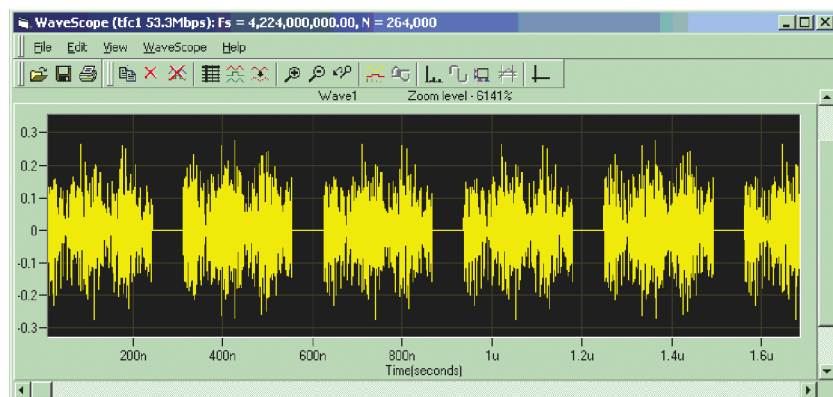 WaveScope (tfc1 53.3Mbps): Fs = 4,224,000,000.00, N = 264,000
File Edit View WaveScope Help
Wave1 Zoom level - 6141%
0.3
0.2
0.1
0
-0.1
-0.2
-0.3
200n 400n 600n 800n 1u 1.2u 1.4u 1.6u
Time(seconds)